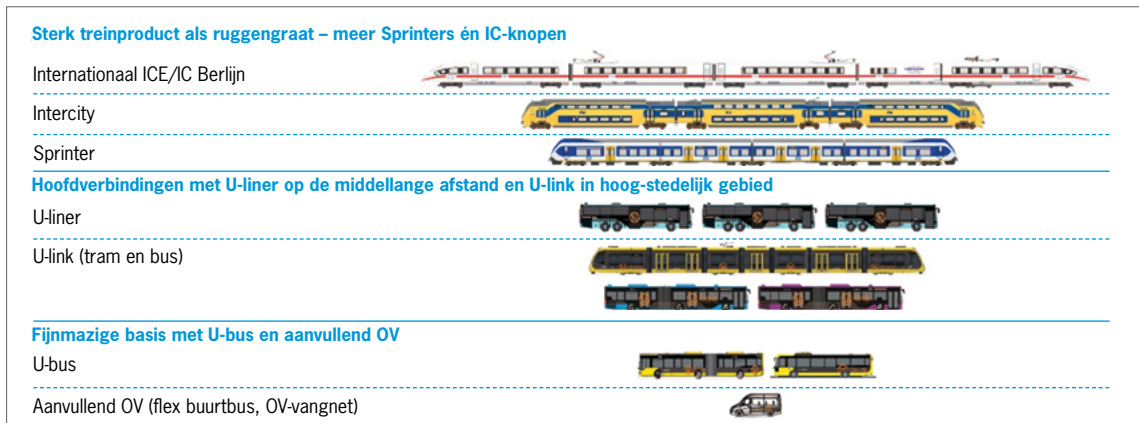 Sterk treinproduct als ruggengraat – meer Sprinters én IC-knopen
Internationaal ICE/IC Berlijn
Intercity
Sprinter
Hoofdverbindingen met U-liner op de middellange afstand en U-link in hoog-stedelijk gebied
U-liner
U-link (tram en bus)
Fijnmazige basis met U-bus en aanvullend OV
U-bus
Aanvullend OV (flex buurtbus, OV-vangnet)